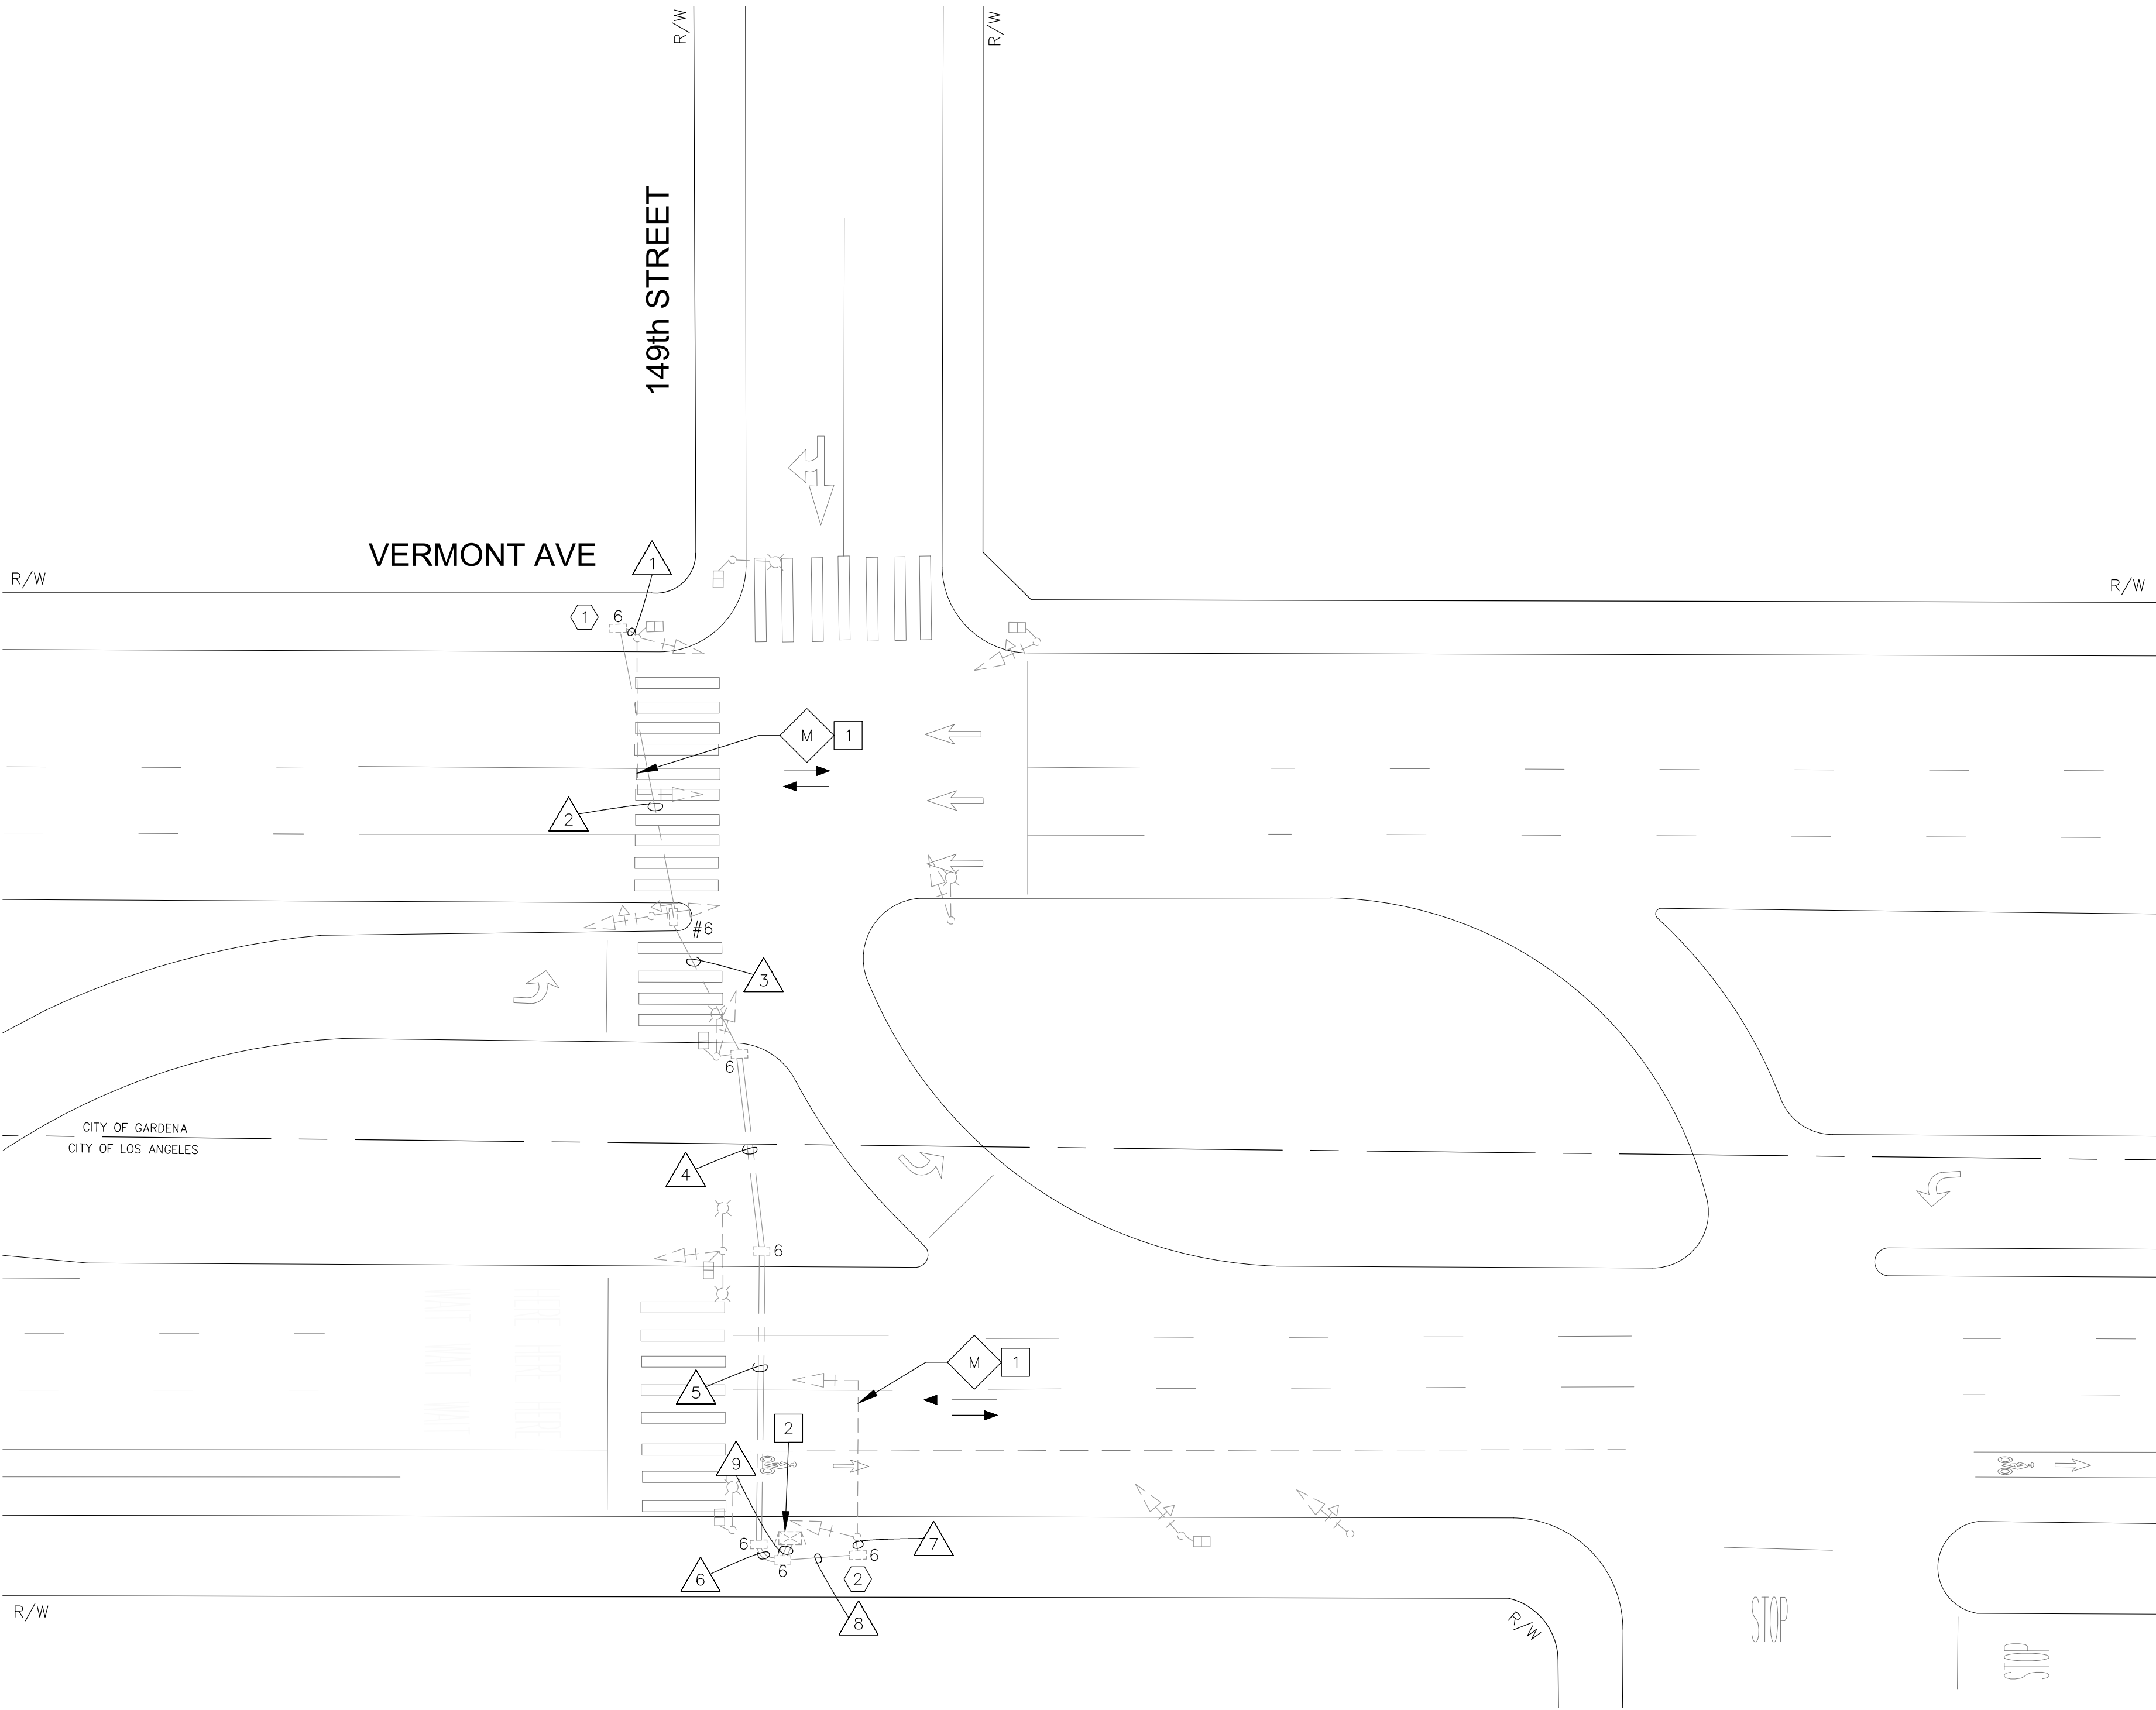 R/W
R/W
149th STREET
VERMONT AVE
1
R/W
R/W
1
6
M
1
2
#6
3
6
CITY OF GARDENA
CITY OF LOS ANGELES
4
6
M
1
5
2
9
7
6
6
6
6
2
8
R/W
R/W
STOP
STOP